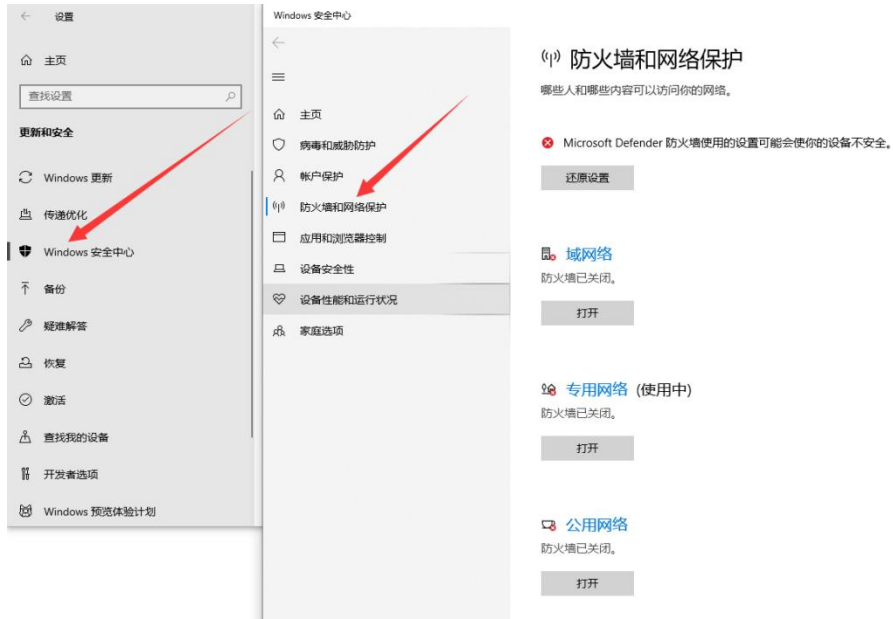 设置
主页
查找设置
更新和安全
Windows 更新
传递优化
Windows 安全中心
备份
疑难解答
恢复
激活
查找我的设备
开发者选项
Windows 预览体验计划
Windows 安全中心
主页
病毒和威胁防护
帐户保护
防火墙和网络保护
应用和浏览器控制
设备安全性
设备性能和运行状况
家庭选项
防火墙和网络保护
哪些人和哪些内容可以访问你的网络。
Microsoft Defender 防火墙使用的设置可能会使你的设备不安全。
还原设置
域网络
防火墙已关闭。
打开
专用网络 (使用中)
防火墙已关闭。
打开
公用网络
防火墙已关闭。
打开